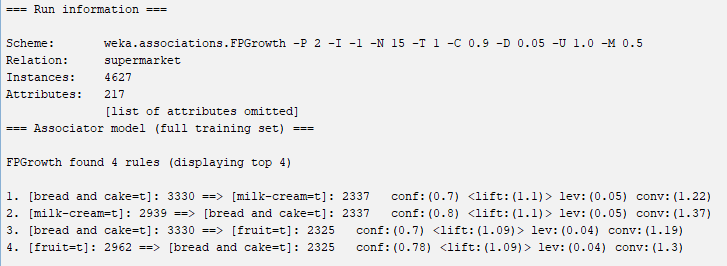 === Run information ===
Scheme: weka.associations.FPGrowth -P 2 -I -1 -N 15 -T 1 -C 0.9 -D 0.05 -U 1.0 -M 0.5
Relation: supermarket
Instances: 4627
Attributes: 217
[list of attributes omitted]
=== Associator model (full training set) ===
FPGrowth found 4 rules (displaying top 4)
1. [bread and cake=t]: 3330 ==> [milk-cream=t]: 2337 conf:(0.7) <lift:(1.1)> lev:(0.05) conv:(1.22)
2. [milk-cream=t]: 2939 ==> [bread and cake=t]: 2337 conf:(0.8) <lift:(1.1)> lev:(0.05) conv:(1.37)
3. [bread and cake=t]: 3330 ==> [fruit=t]: 2325 conf:(0.7) <lift:(1.09)> lev:(0.04) conv:(1.19)
4. [fruit=t]: 2962 ==> [bread and cake=t]: 2325 conf:(0.78) <lift:(1.09)> lev:(0.04) conv:(1.3)